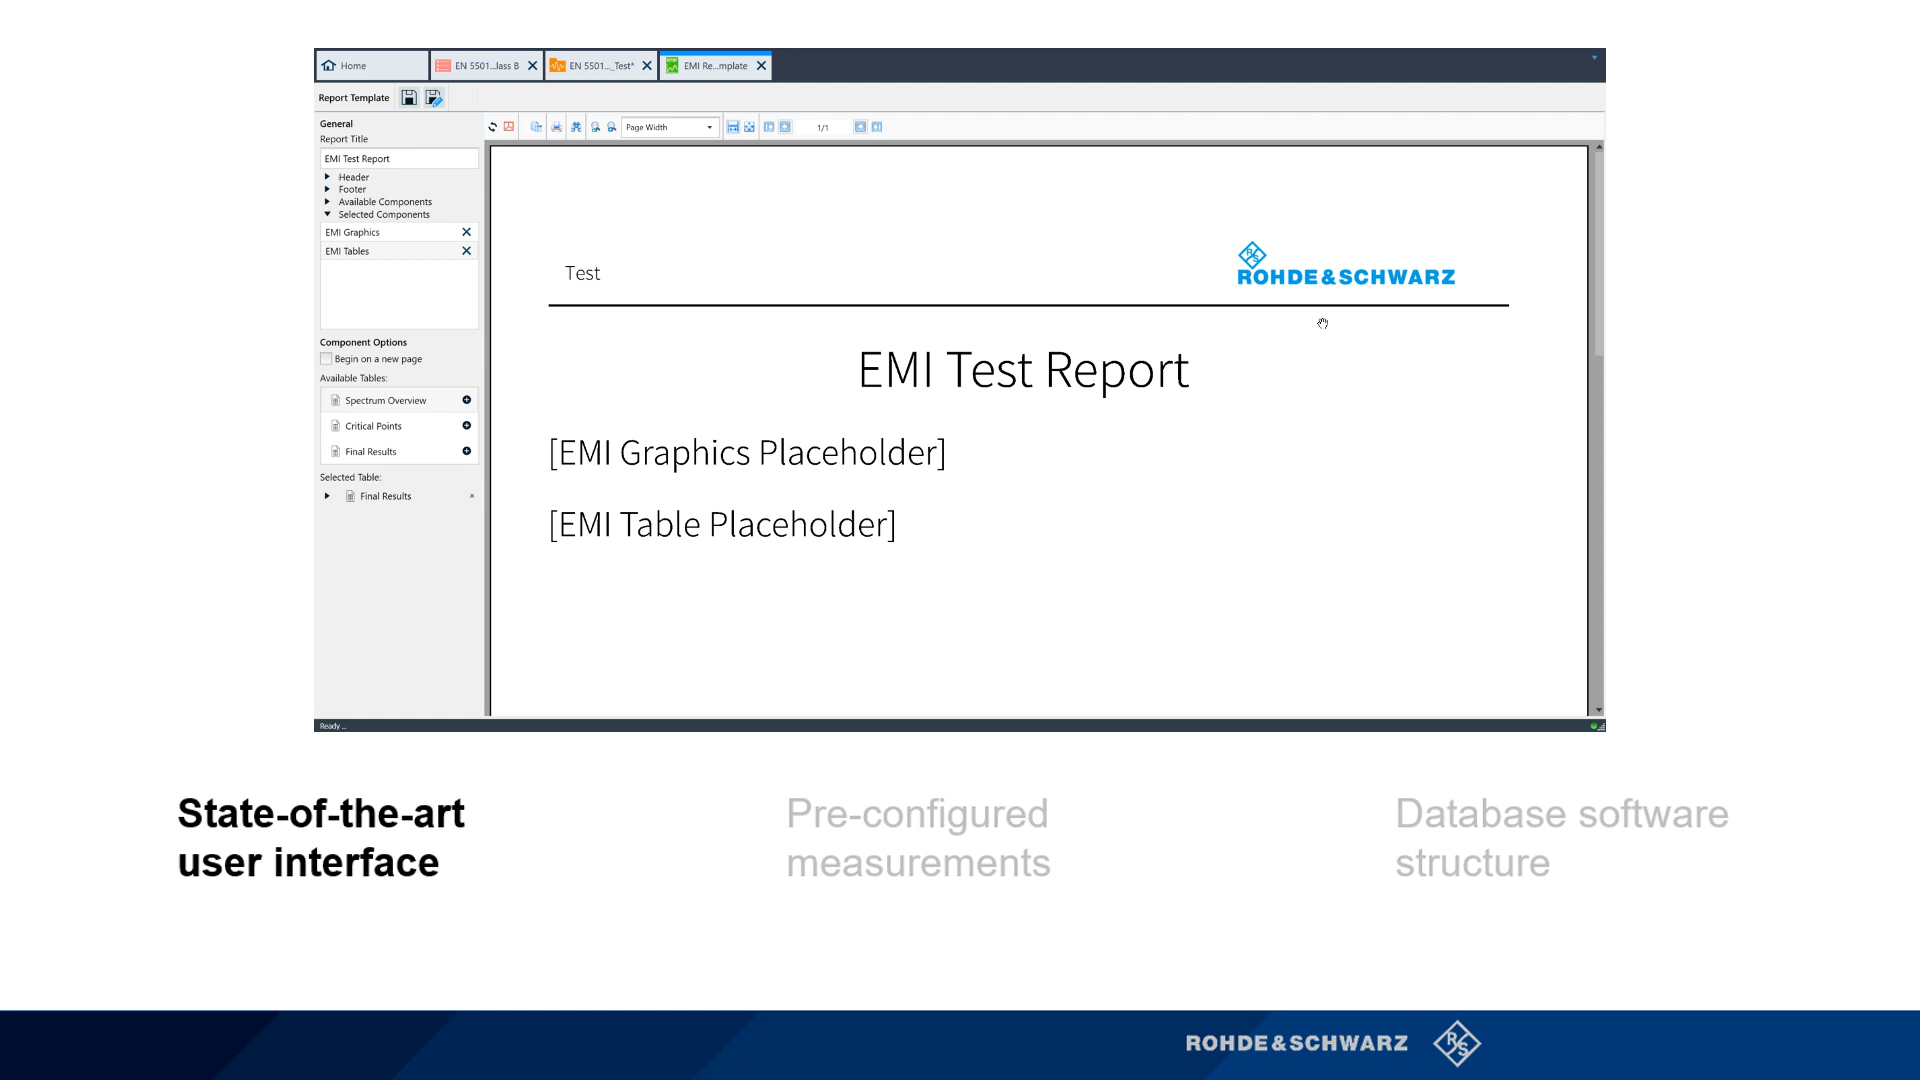 Home
EN 5501...lass B
EN 5501..._Test*
EMI Re...mplate
Report Template
General
Report Title
EMI Test Report
Header
Footer
Available Components
Selected Components
EMI Graphics
EMI Tables
Component Options
Begin on a new page
Available Tables:
Spectrum Overview
Critical Points
Final Results
Selected Table:
Final Results
Page Width
1/1
Test
R&S
ROHDE&SCHWARZ
EMI Test Report
[EMI Graphics Placeholder]
[EMI Table Placeholder]
Ready ...
State-of-the-art
user interface
Pre-configured
measurements
Database software
structure
ROHDE&SCHWARZ
R&S